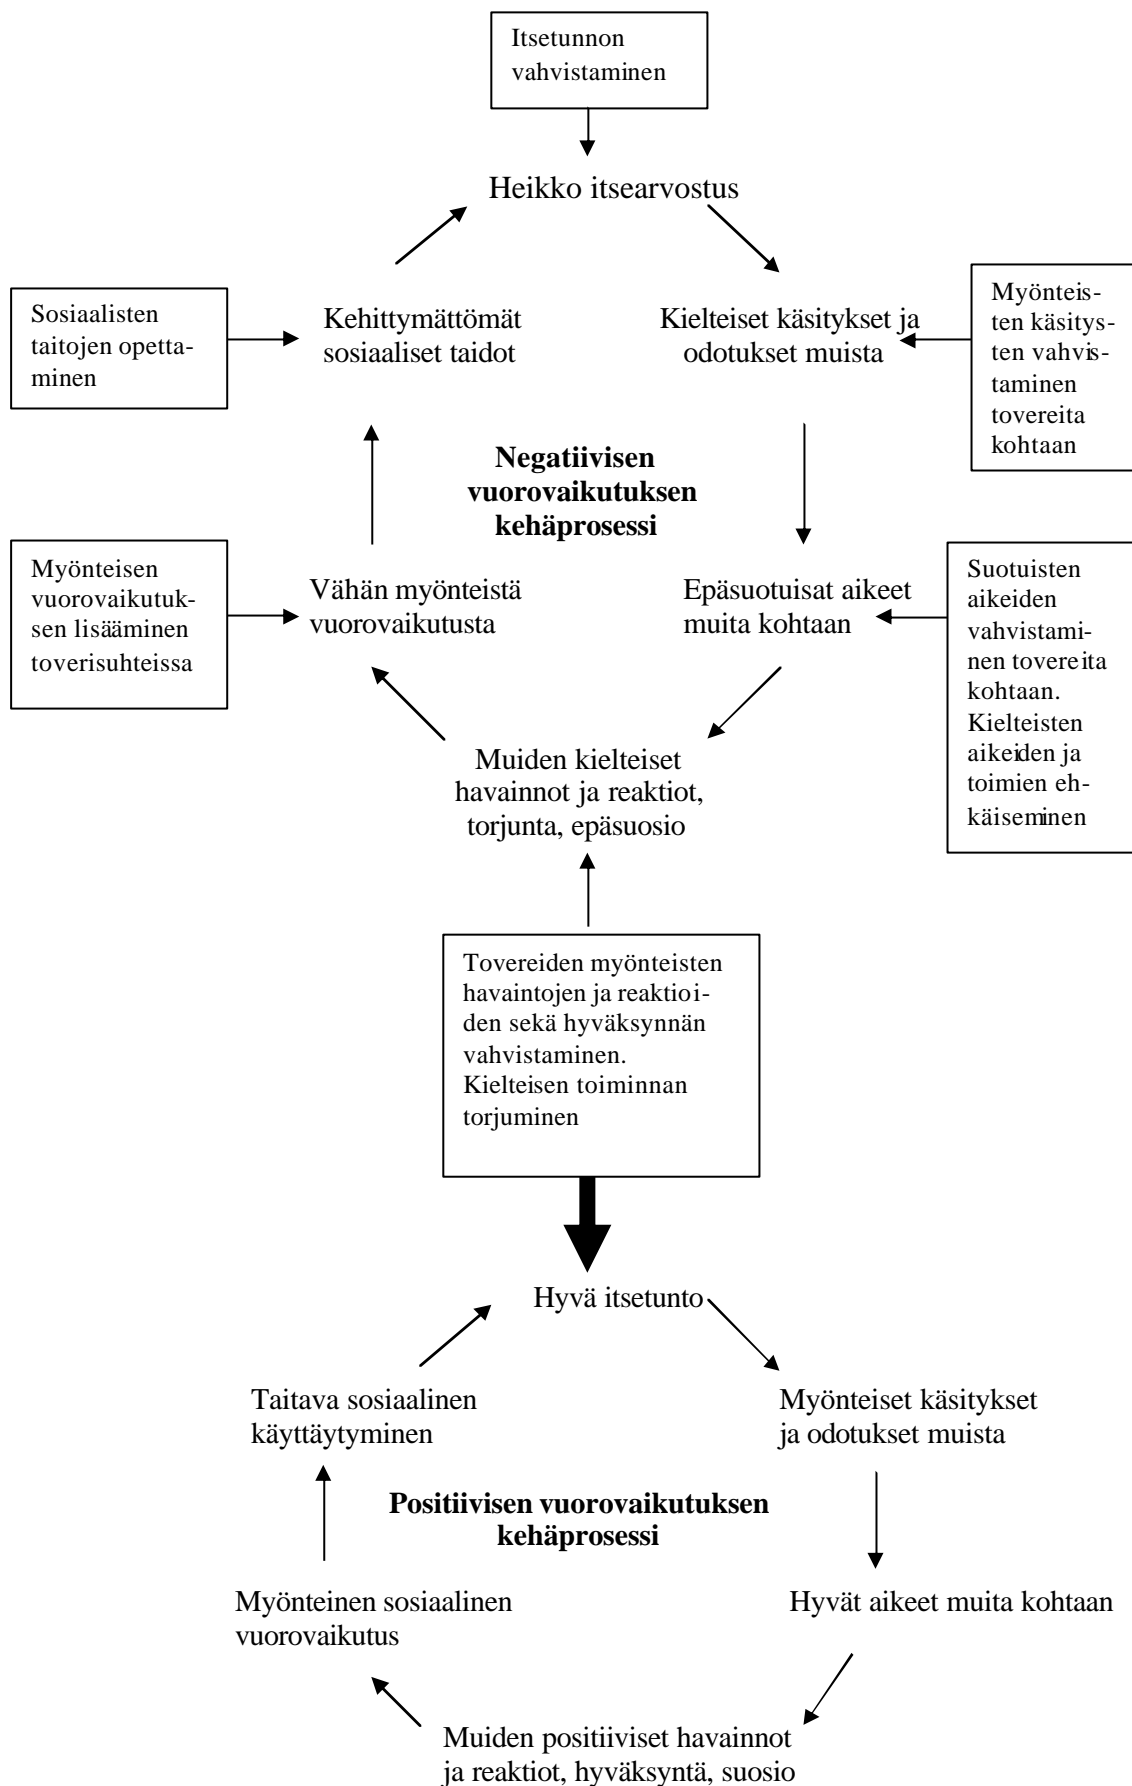 Itsetunnon
vahvistaminen
Heikko itsearvostus
Sosiaalisten
taitojen opetta-
minen
Kehittymättömät
sosiaaliset taidot
Kielteiset käsitykset ja
odotukset muista
Myönteis-
ten käsitys-
ten vahvis-
taminen
tovereita
kohtaan
Negatiivisen
vuorovaikutuksen
kehäprosessi
Myönteisen
vuorovaikutuk-
sen lisääminen
toverisuhteissa
Vähän myönteistä
vuorovaikutusta
Epäsuotuisat aikeet
muita kohtaan
Suotuisten
aikeiden
vahvistami-
nen tovereita
kohtaan.
Kielteisten
aikeiden ja
toimien eh-
käiseminen
Muiden kielteiset
havainnot ja reaktiot,
torjunta, epäsuosio
Tovereiden myönteisten
havaintojen ja reaktioi-
den sekä hyväksynnän
vahvistaminen.
Kielteisen toiminnan
torjuminen
Hyvä itsetunto
Taitava sosiaalinen
käyttäytyminen
Myönteiset käsitykset
ja odotukset muista
Positiivisen vuorovaikutuksen
kehäprosessi
Myönteinen sosiaalinen
vuorovaikutus
Hyvät aikeet muita kohtaan
Muiden positiiviset havainnot
ja reaktiot, hyväksyntä, suosio